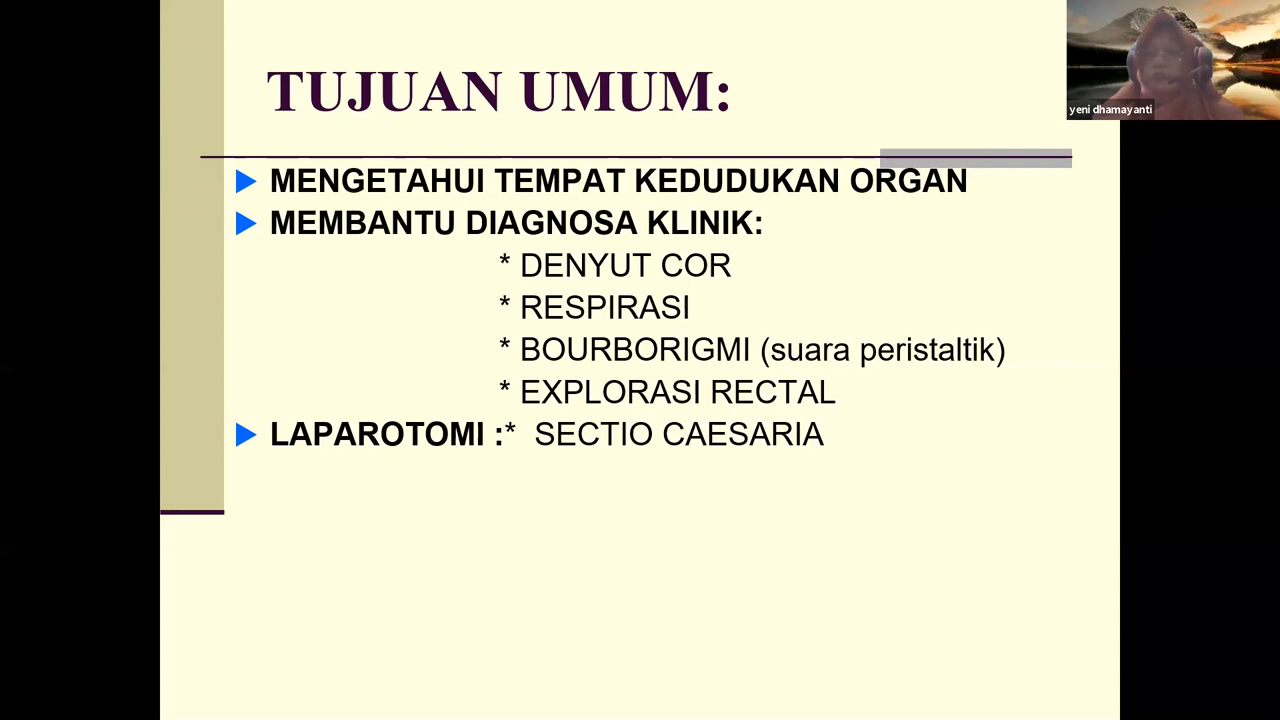 TUJUAN UMUM:
yeni dhamayanti
MENGETAHUI TEMPAT KEDUDUKAN ORGAN
MEMBANTU DIAGNOSA KLINIK:
* DENYUT COR
* RESPIRASI
* BOURBORIGMI (suara peristaltik)
* EXPLORASI RECTAL
LAPAROTOMI :* SECTIO CAESARIA